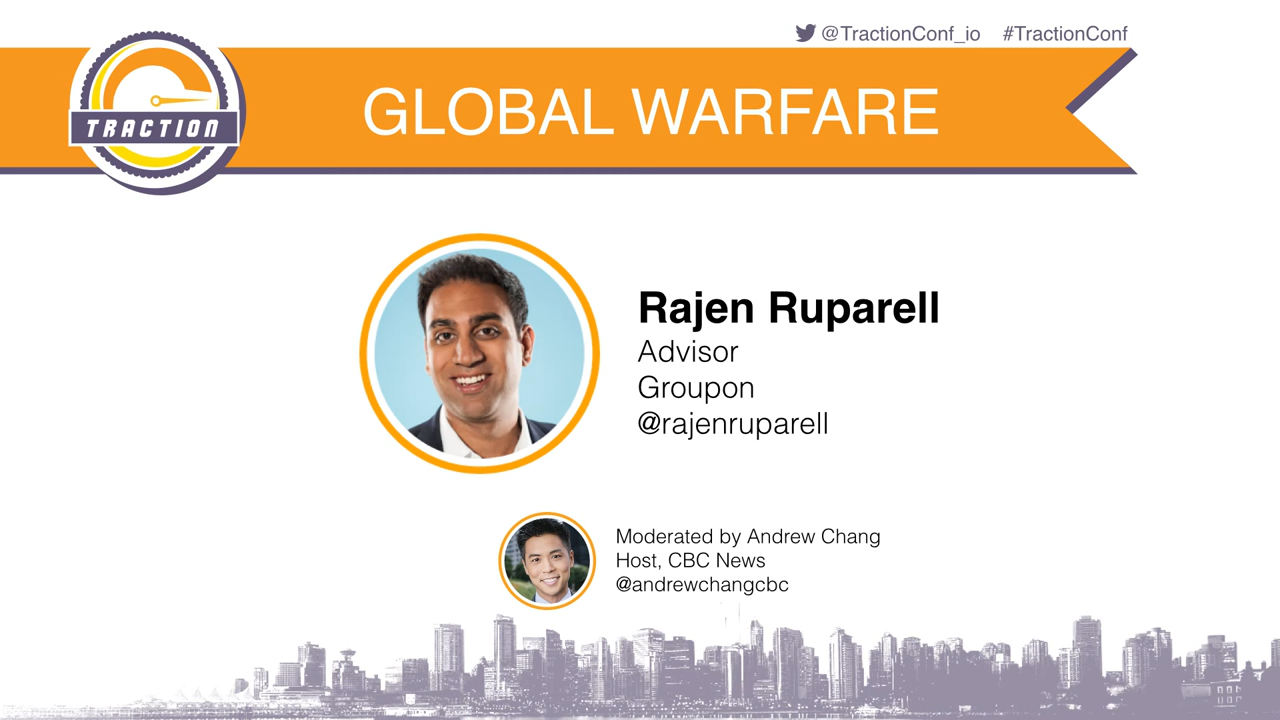 @TractionConf_io #TractionConf
TRACTION
GLOBAL WARFARE
Rajen Ruparell
Advisor
Groupon
@rajenruparell
Moderated by Andrew Chang
Host, CBC News
@andrewchangcbc